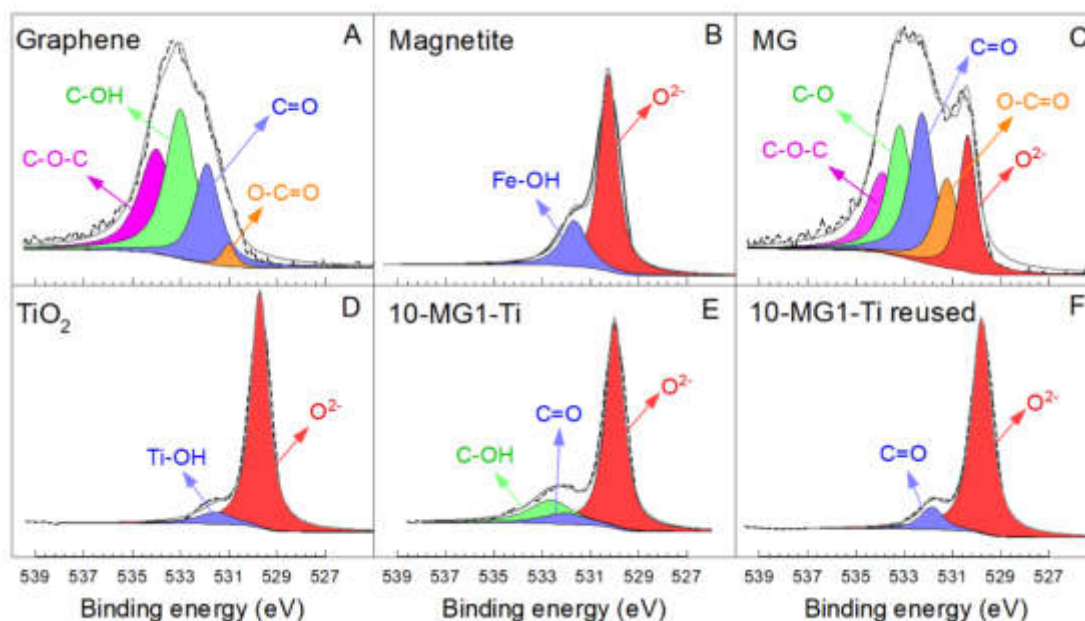 Graphene A
C-OH
C=O
C-O-C
O-C=O
Magnetite B
O²⁻
Fe-OH
MG C
C=O
C-O
O-C=O
C-O-C
O²⁻
TiO₂ D
O²⁻
Ti-OH
10-MG1-Ti E
O²⁻
C=O
C-OH
10-MG1-Ti reused F
O²⁻
C=O
539 537 535 533 531 529 527
539 537 535 533 531 529 527
539 537 535 533 531 529 527
Binding energy (eV)
Binding energy (eV)
Binding energy (eV)